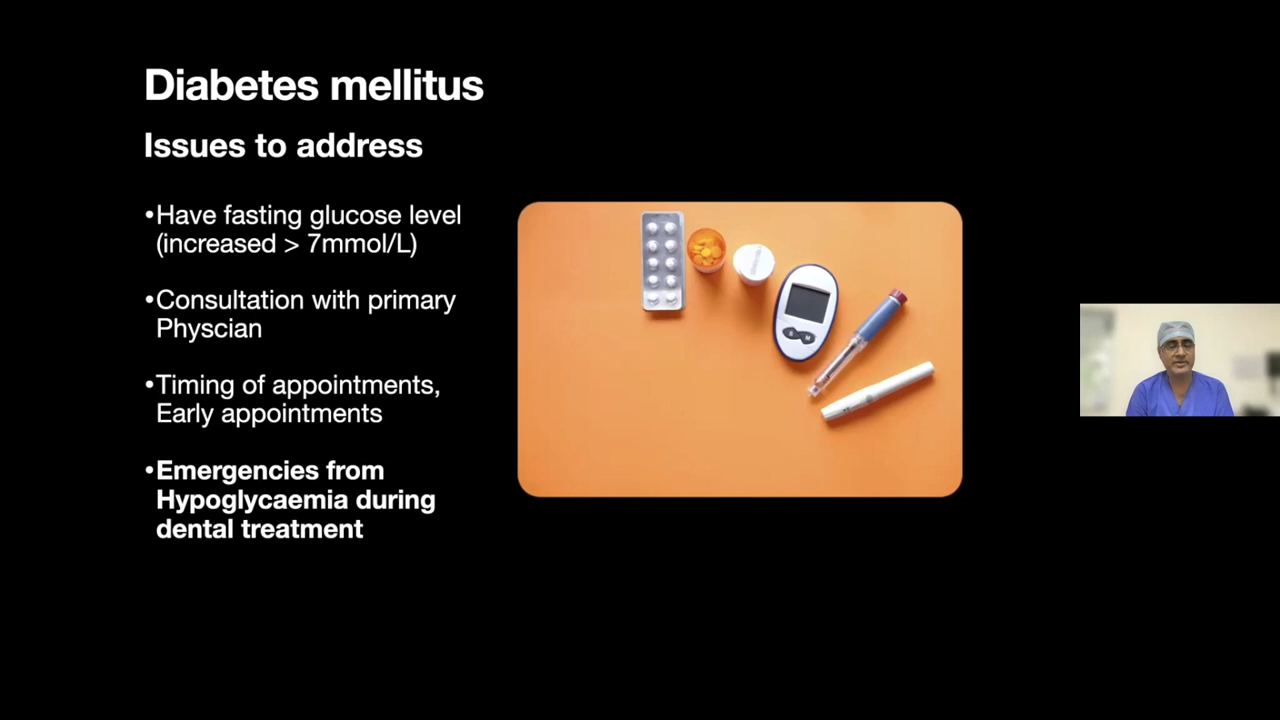 Diabetes mellitus
Issues to address
•Have fasting glucose level
(increased > 7mmol/L)
•Consultation with primary
Physcian
•Timing of appointments,
Early appointments
•Emergencies from
Hypoglycaemia during
dental treatment